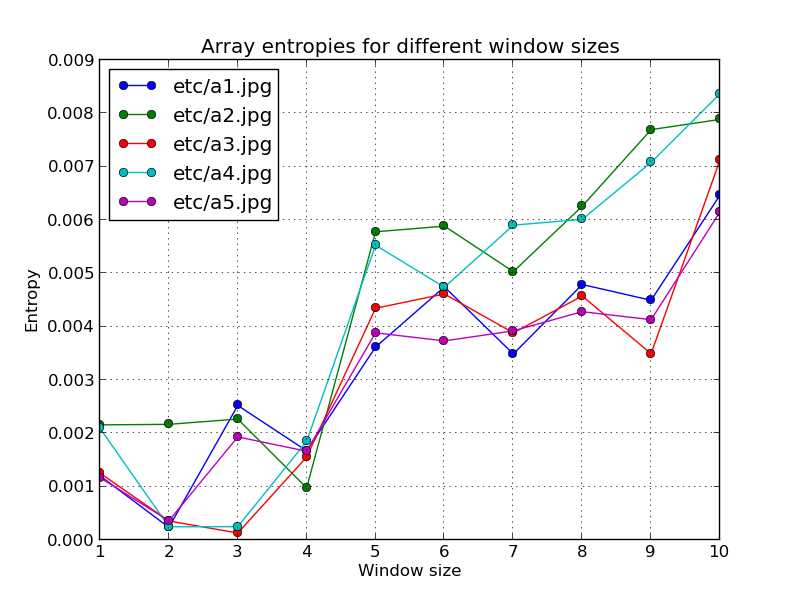 Array entropies for different window sizes
0.009
0.008
0.007
0.006
0.005
0.004
0.003
0.002
0.001
0.000
Entropy
etc/a1.jpg
etc/a2.jpg
etc/a3.jpg
etc/a4.jpg
etc/a5.jpg
1 2 3 4 5 6 7 8 9 10
Window size